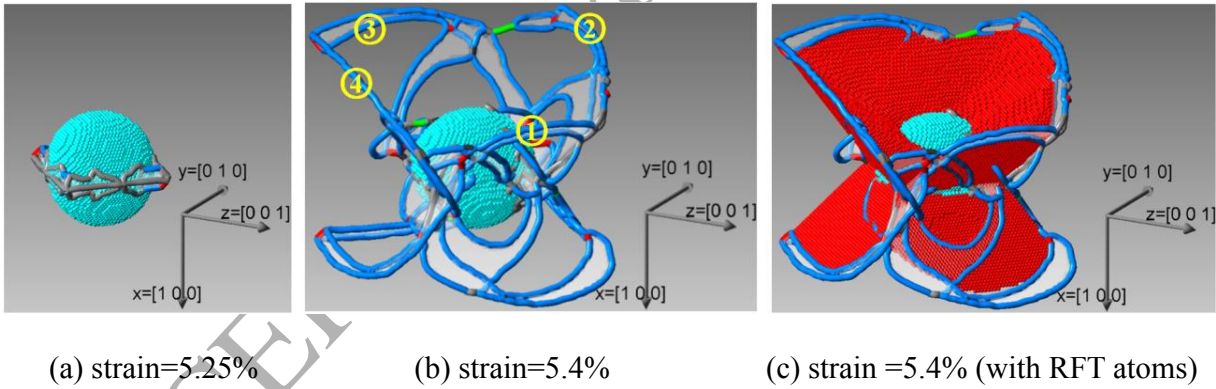 y=[0 1 0]
z=[0 0 1]
x=[1 0 0]
③
②
④
①
y=[0 1 0]
z=[0 0 1]
x=[1 0 0]
y=[0 1 0]
z=[0 0 1]
x=[1 0 0]
(a) strain=5.25%
(b) strain=5.4%
(c) strain =5.4% (with RFT atoms)